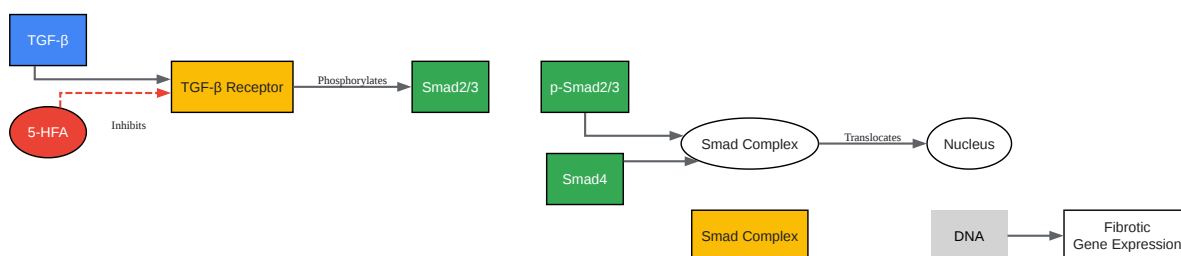 TGF-β
TGF-β Receptor
Phosphorylates
Smad2/3
p-Smad2/3
5-HFA
Inhibits
Smad Complex
Translocates
Nucleus
Smad4
Smad Complex
DNA
Fibrotic
Gene Expression